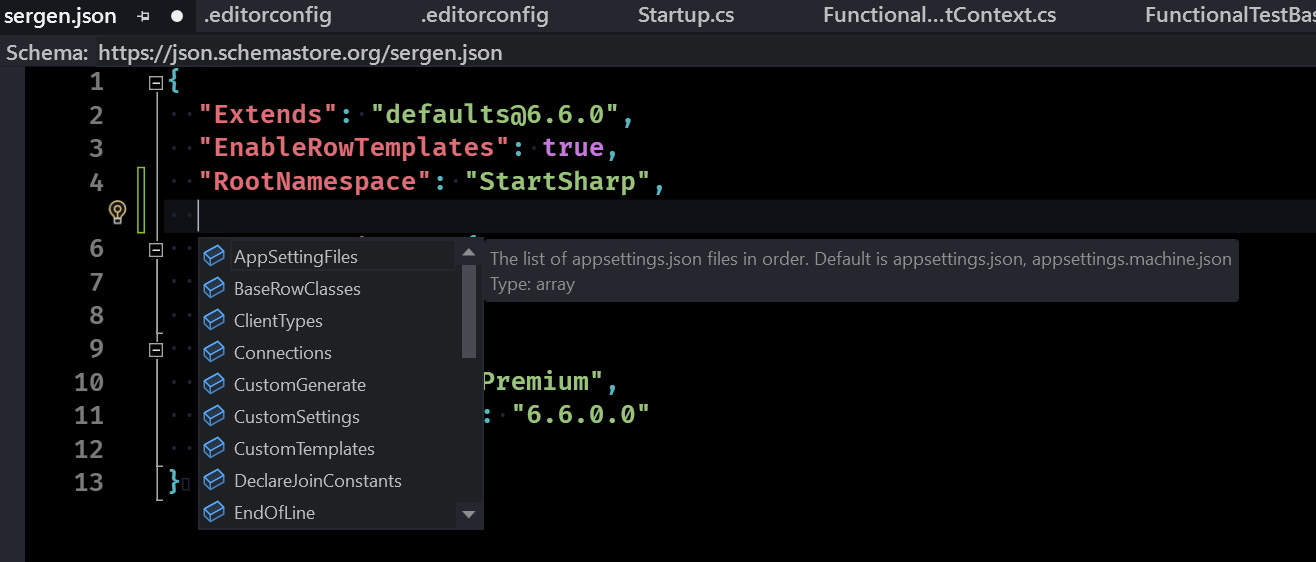 sergen.json .editorconfig .editorconfig Startup.cs Functional...tContext.cs FunctionalTestBas
Schema: https://json.schemastore.org/sergen.json
1 {
2 "Extends": "defaults@6.6.0",
3 "EnableRowTemplates": true,
4 "RootNamespace": "StartSharp",
6 {
AppSettingFiles The list of appsettings.json files in order. Default is appsettings.json, appsettings.machine.json
7 BaseRowClasses Type: array
8 ClientTypes
9 Connections
10 CustomGenerate Premium",
11 CustomSettings : "6.6.0.0"
12 CustomTemplates
13 } DeclareJoinConstants
EndOfLine